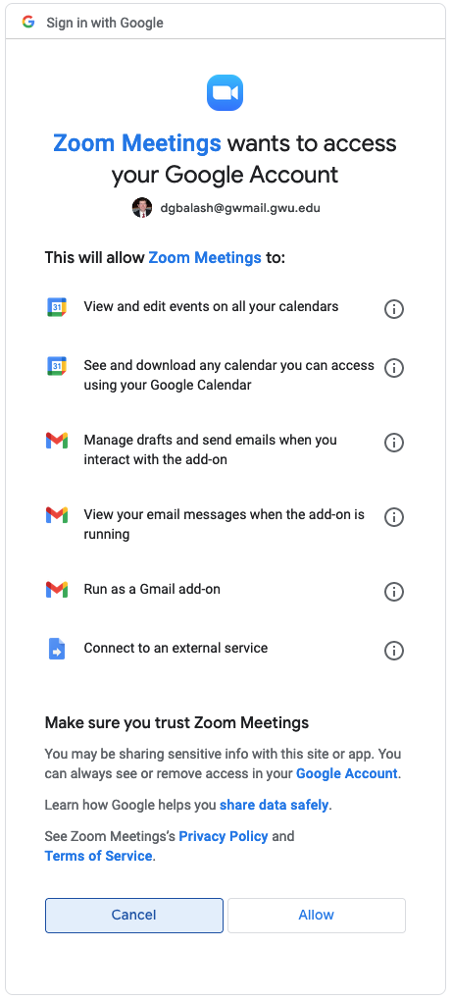 Sign in with Google
Zoom Meetings wants to access
your Google Account
dgbalash@gwmail.gwu.edu
This will allow Zoom Meetings to:
31
View and edit events on all your calendars
31
See and download any calendar you can access
using your Google Calendar
Manage drafts and send emails when you
interact with the add-on
View your email messages when the add-on is
running
Run as a Gmail add-on
Connect to an external service
Make sure you trust Zoom Meetings
You may be sharing sensitive info with this site or app. You
can always see or remove access in your Google Account.
Learn how Google helps you share data safely.
See Zoom Meetings's Privacy Policy and
Terms of Service.
Cancel
Allow